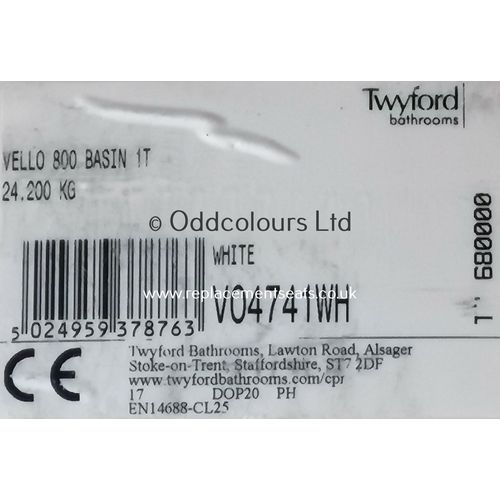 Twyford
bathrooms
VELLO 800 BASIN 1T
24.200 KG
© Oddcolours Ltd
WHITE
www.replacementseats.co.uk
VO4741WH
5 024959 378763
CE
Twyford Bathrooms, Lawton Road, Alsager
Stoke-on-Trent, Staffordshire, ST7 2DF
www.twyfordbathrooms.com/cpr
17 DOP20 PH
EN14688-CL25